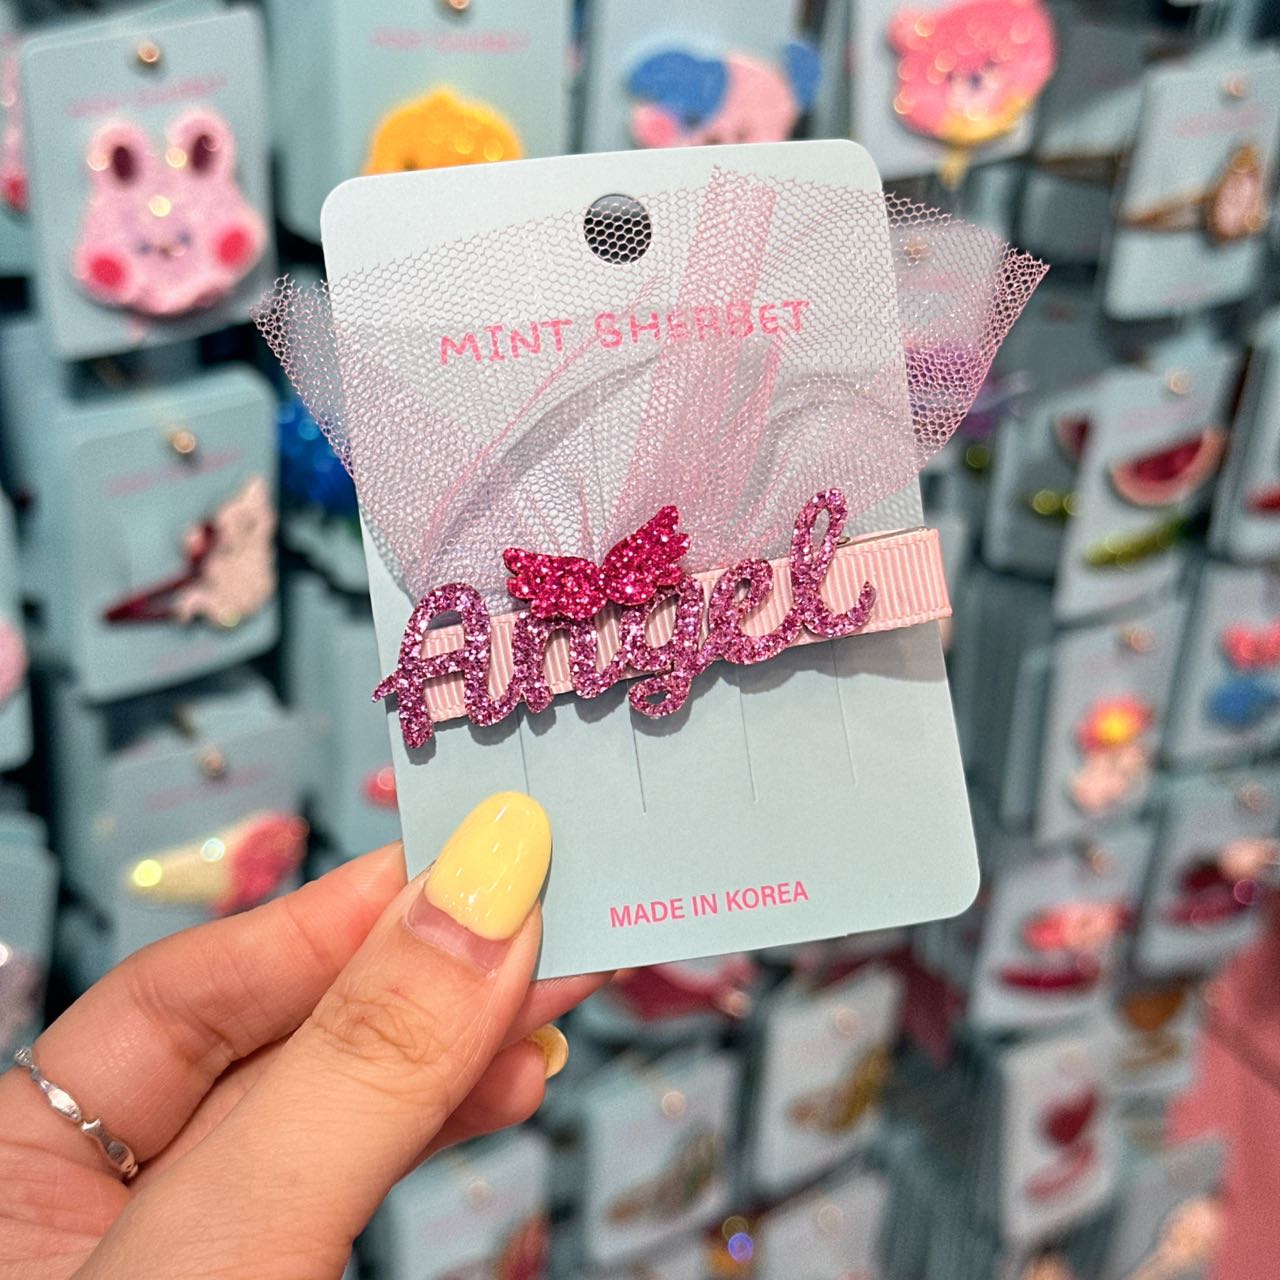 MINT SHERBET
Angel
MADE IN KOREA